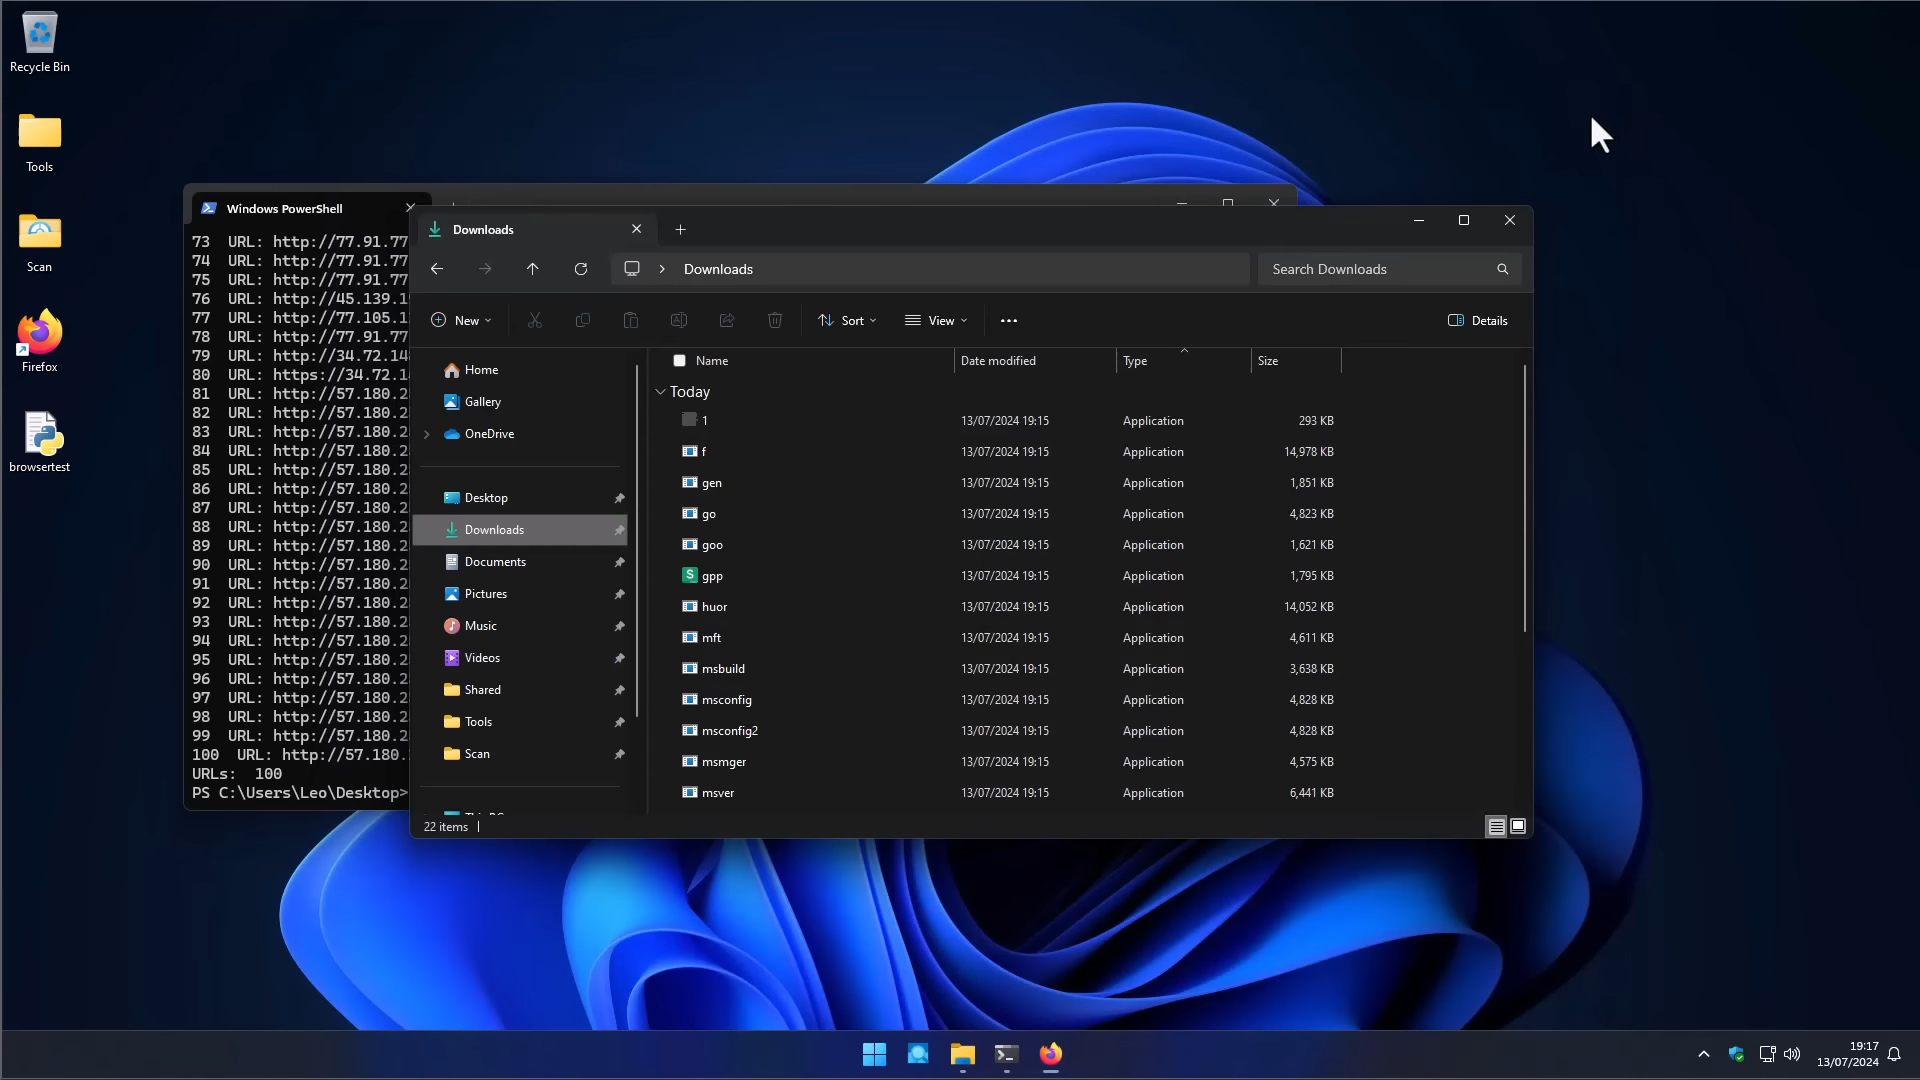 Recycle Bin
Tools
Scan
Firefox
browsertest
Windows PowerShell
73 URL: http://77.91.77
74 URL: http://77.91.77
75 URL: http://77.91.77
76 URL: http://45.139.1
77 URL: http://77.105.1
78 URL: http://77.91.77
79 URL: http://34.72.14
80 URL: https://34.72.1
81 URL: http://57.180.2
82 URL: http://57.180.2
83 URL: http://57.180.2
84 URL: http://57.180.2
85 URL: http://57.180.2
86 URL: http://57.180.2
87 URL: http://57.180.2
88 URL: http://57.180.2
89 URL: http://57.180.2
90 URL: http://57.180.2
91 URL: http://57.180.2
92 URL: http://57.180.2
93 URL: http://57.180.2
94 URL: http://57.180.2
95 URL: http://57.180.2
96 URL: http://57.180.2
97 URL: http://57.180.2
98 URL: http://57.180.2
99 URL: http://57.180.2
100 URL: http://57.180.
URLs: 100
PS C:\Users\Leo\Desktop>
Downloads
Downloads
Search Downloads
New
Sort
View
Details
Home
Gallery
OneDrive
Desktop
Downloads
Documents
Pictures
Music
Videos
Shared
Tools
Scan
Name Date modified Type Size
Today
1 13/07/2024 19:15 Application 293 KB
f 13/07/2024 19:15 Application 14,978 KB
gen 13/07/2024 19:15 Application 1,851 KB
go 13/07/2024 19:15 Application 4,823 KB
goo 13/07/2024 19:15 Application 1,621 KB
gpp 13/07/2024 19:15 Application 1,795 KB
huor 13/07/2024 19:15 Application 14,052 KB
mft 13/07/2024 19:15 Application 4,611 KB
msbuild 13/07/2024 19:15 Application 3,638 KB
msconfig 13/07/2024 19:15 Application 4,828 KB
msconfig2 13/07/2024 19:15 Application 4,828 KB
msmger 13/07/2024 19:15 Application 4,575 KB
msver 13/07/2024 19:15 Application 6,441 KB
22 items
19:17
13/07/2024